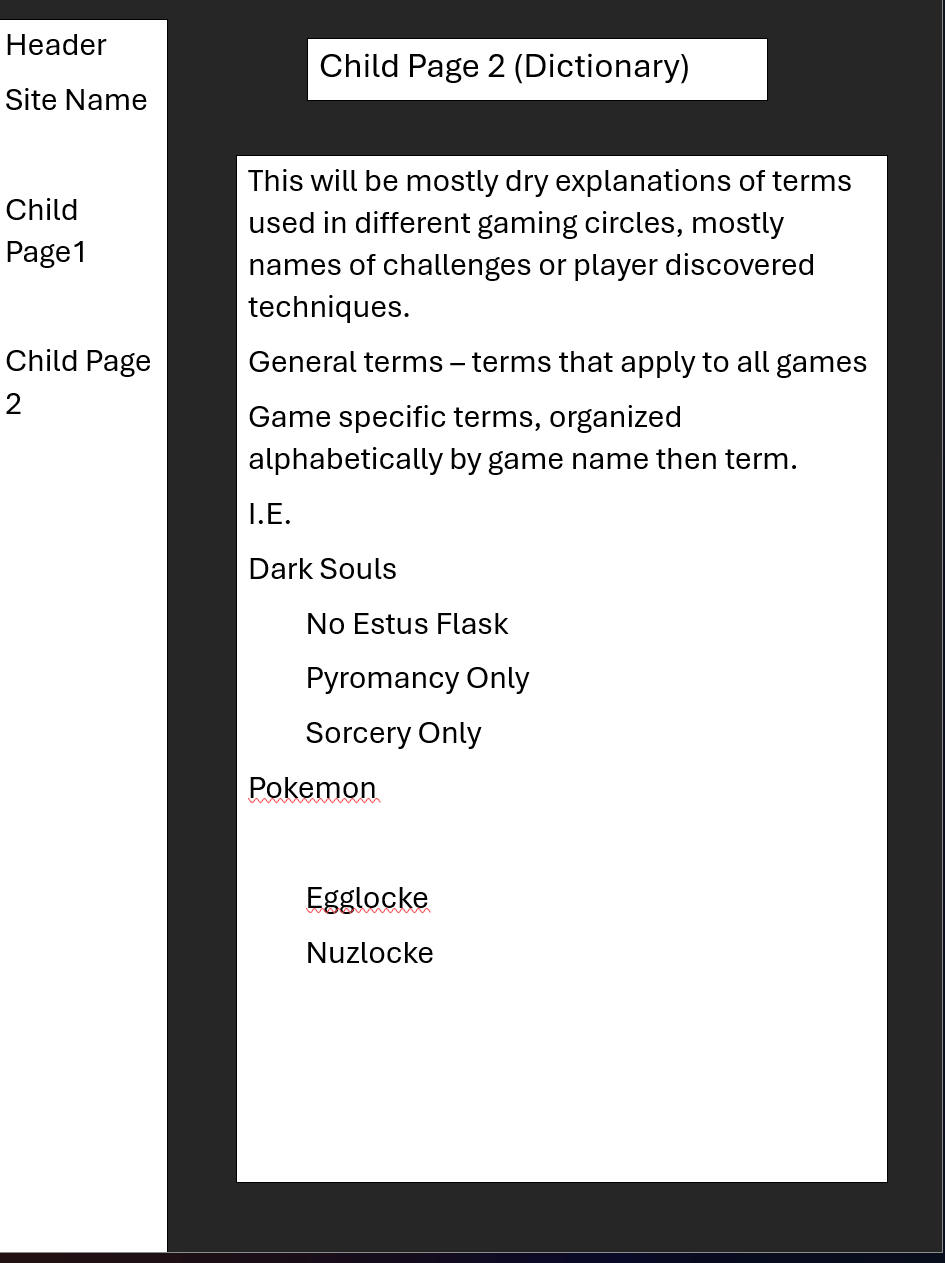 Header
Site Name
Child
Page1
Child Page
2
Child Page 2 (Dictionary)
This will be mostly dry explanations of terms
used in different gaming circles, mostly
names of challenges or player discovered
techniques.
General terms – terms that apply to all games
Game specific terms, organized
alphabetically by game name then term.
I.E.
Dark Souls
No Estus Flask
Pyromancy Only
Sorcery Only
Pokemon
Egglocke
Nuzlocke